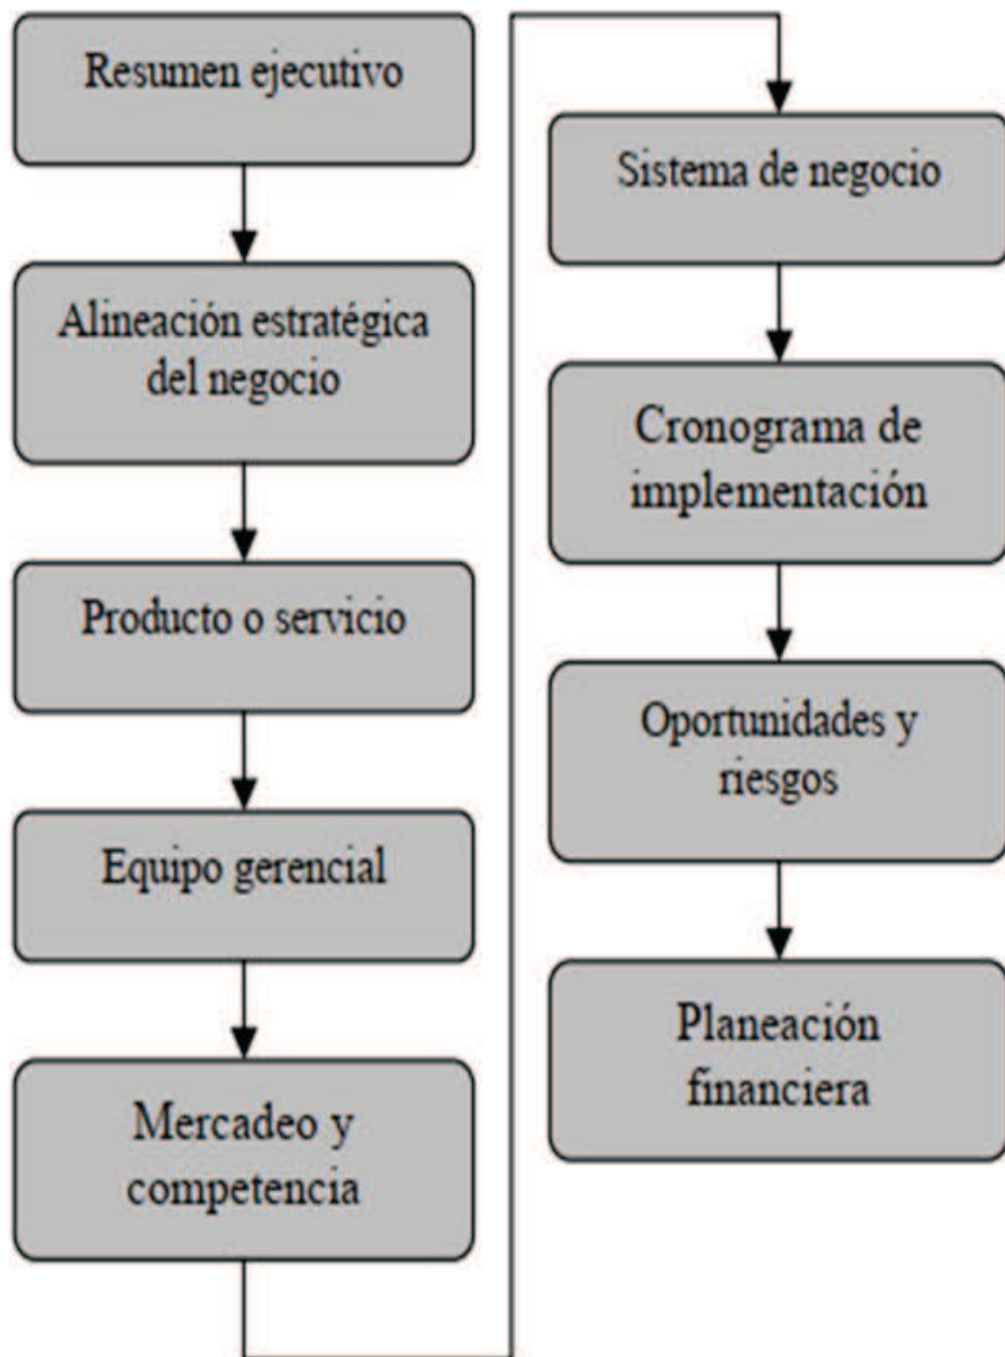 Resumen ejecutivo
Alineación estratégica
del negocio
Producto o servicio
Equipo gerencial
Mercadeo y
competencia
Sistema de negocio
Cronograma de
implementación
Oportunidades y
riesgos
Planeación
financiera